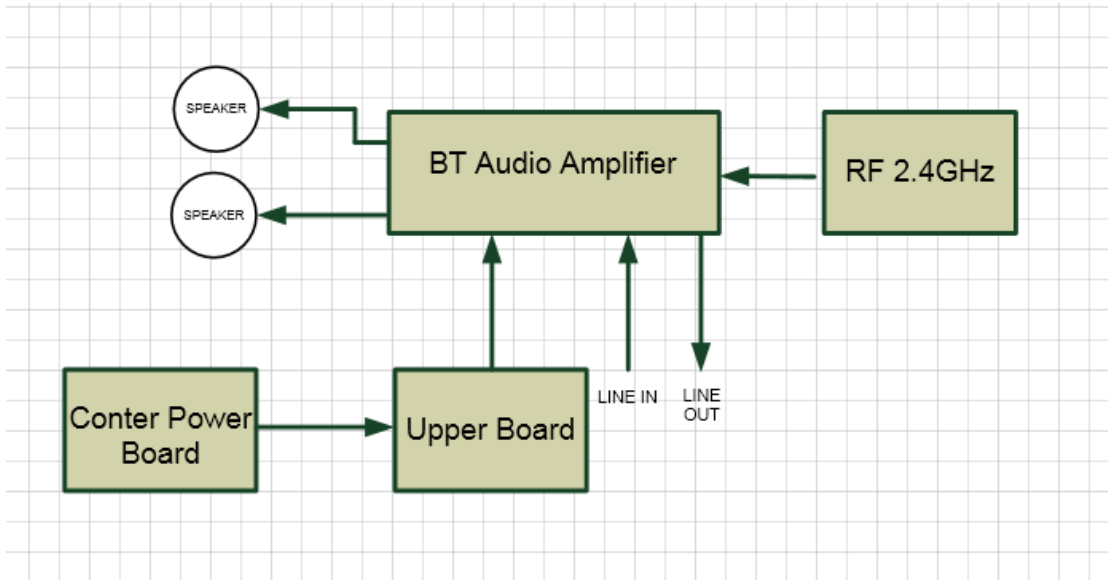 SPEAKER
BT Audio Amplifier
RF 2.4GHz
SPEAKER
LINE IN
LINE
OUT
Conter Power
Board
Upper Board